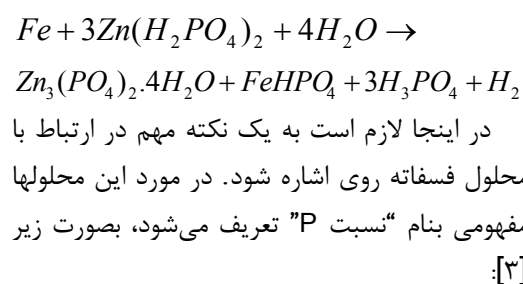 Fe + 3Zn(H₂PO₄)₂ + 4H₂O →
Zn₃(PO₄)₂.4H₂O + FeHPO₄ + 3H₃PO₄ + H₂
در اینجا لازم است به یک نکته مهم در ارتباط با
محلول فسفاته روی اشاره شود. در مورد این محلولها
مفهومی بنام “نسبت P” تعریف می‌شود، بصورت زیر
[۳]: